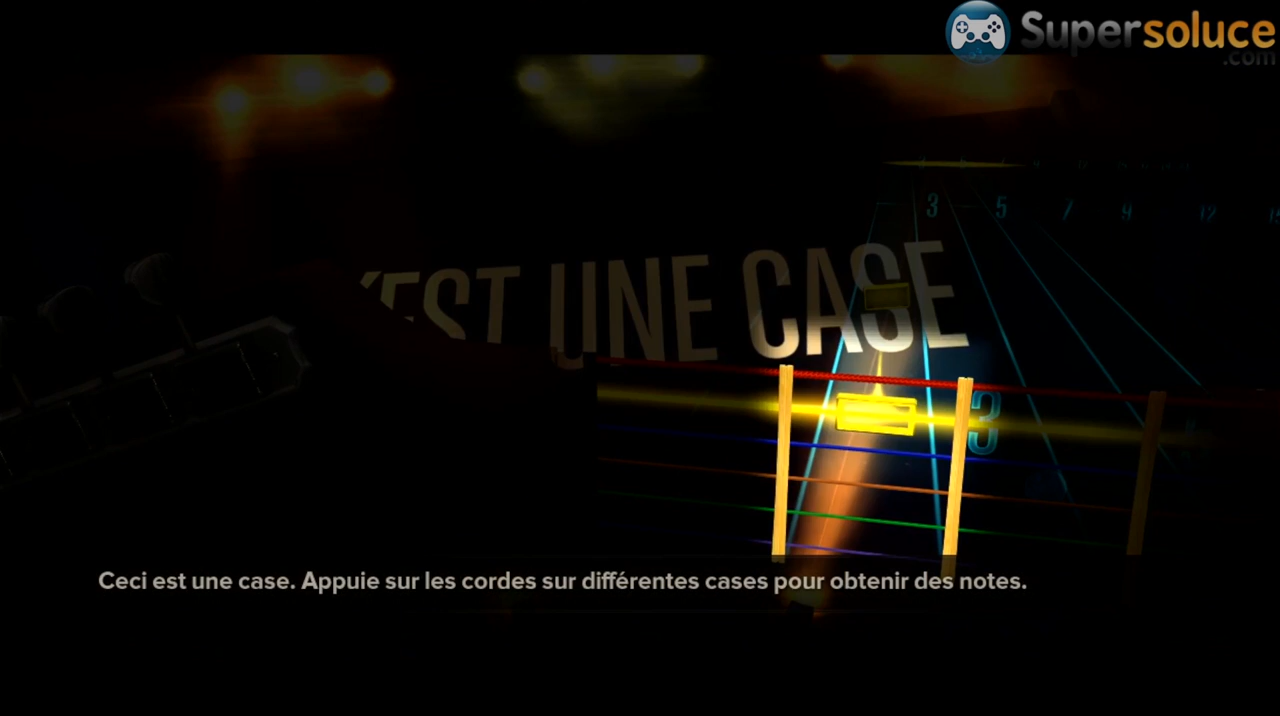 Supersoluce
.com
3 5 7 9 12
EST UNE CASE
3
Ceci est une case. Appuie sur les cordes sur différentes cases pour obtenir des notes.